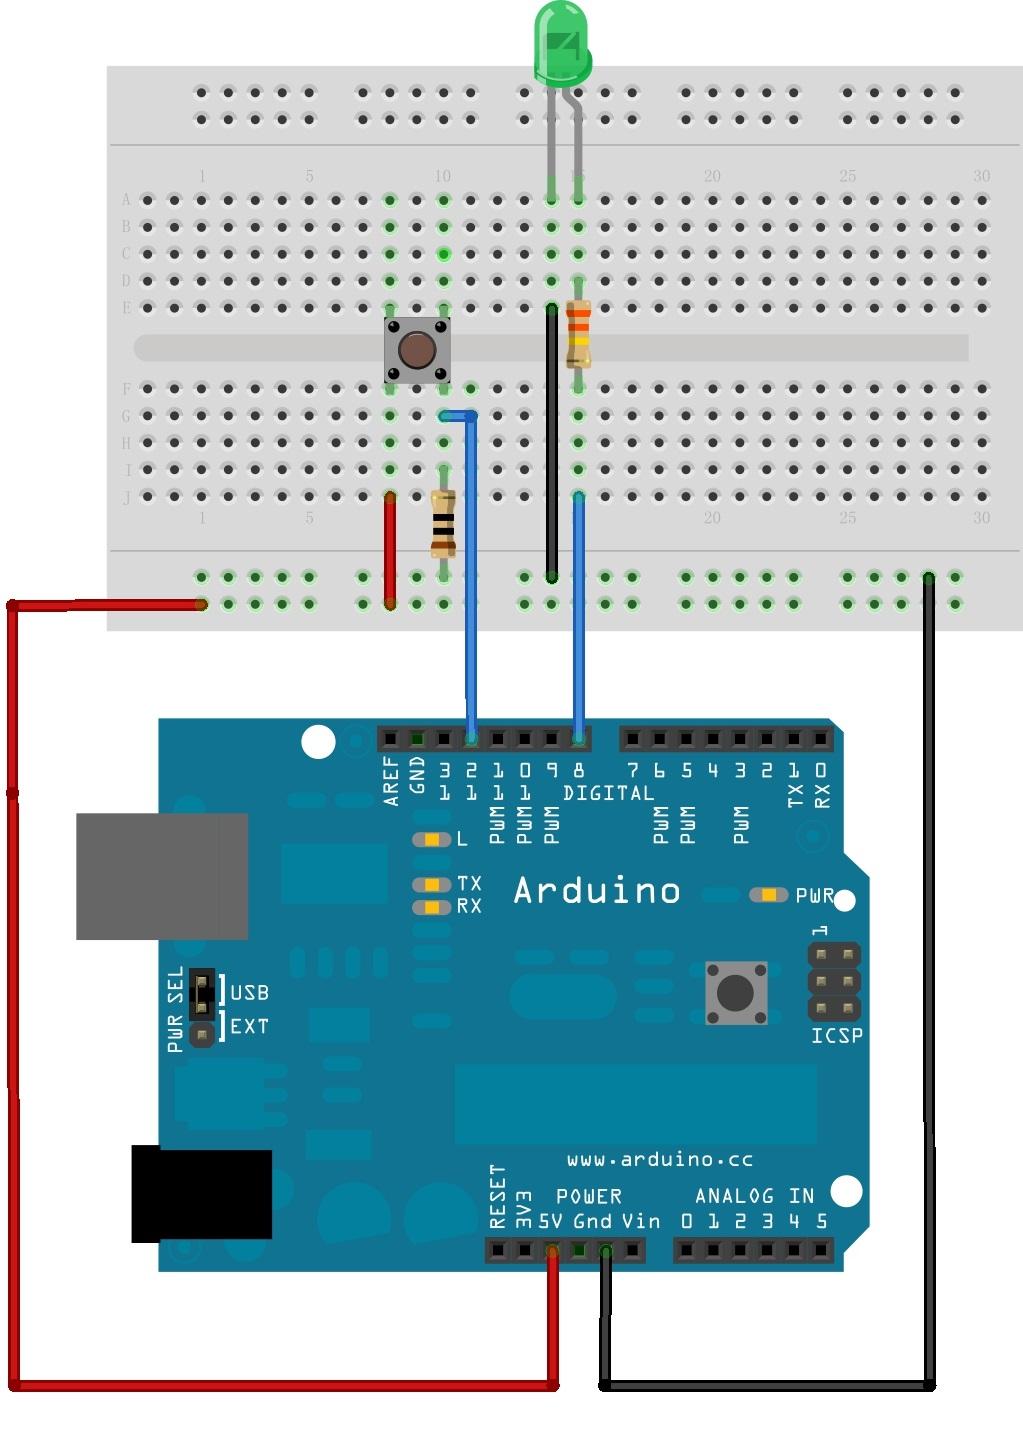 1 5 10 15 20 25 30
A
B
C
D
E
F
G
H
I
J
1 5 20 25 30
AREF GND 13 12 11 10 9 8 7 6 5 4 3 2 1 0
PWM PWM PWM DIGITAL PWM PWM PWM TX RX
L
TX
RX
Arduino
PWR
1
ICSP
PWR SEL
USB
EXT
www.arduino.cc
POWER ANALOG IN
RESET 3V3 5V Gnd Vin 0 1 2 3 4 5